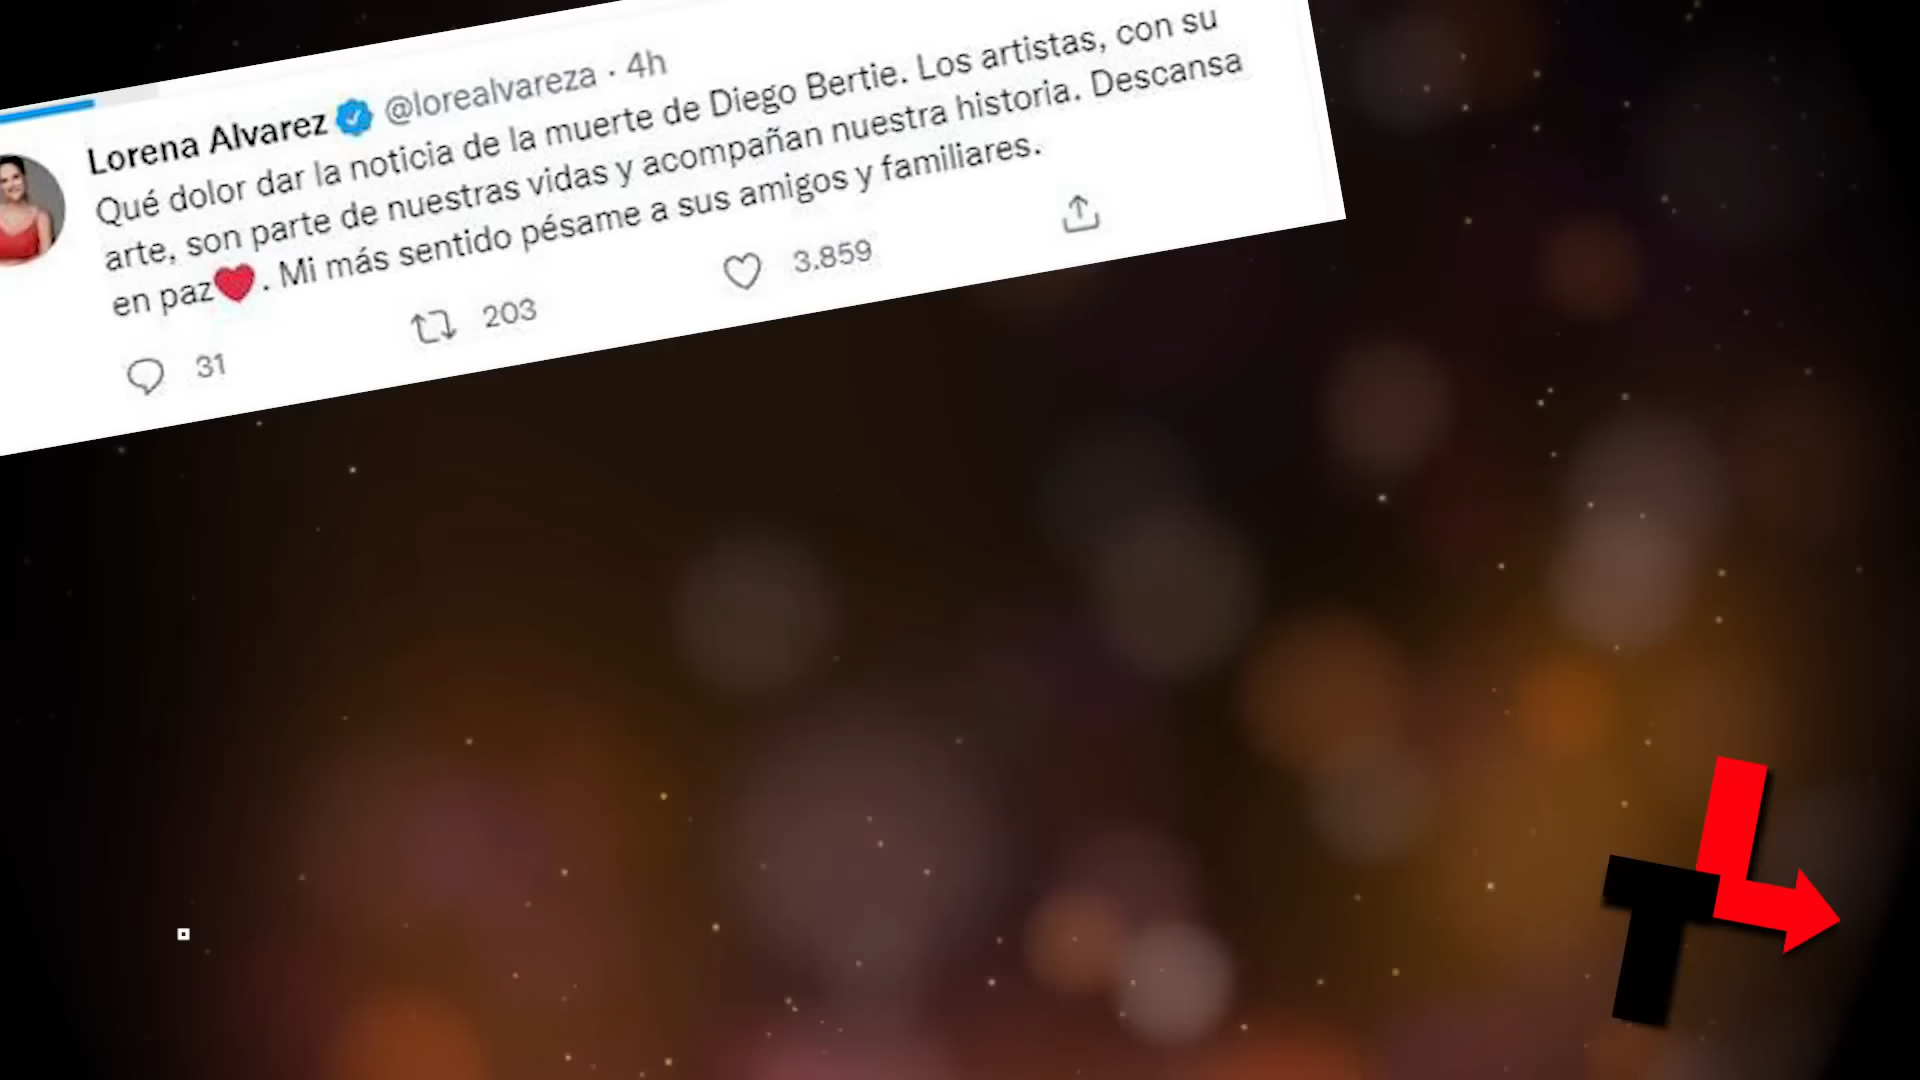 Lorena Alvarez @lorealvareza · 4h
Qué dolor dar la noticia de la muerte de Diego Bertie. Los artistas, con su
arte, son parte de nuestras vidas y acompañan nuestra historia. Descansa
en paz❤️. Mi más sentido pésame a sus amigos y familiares.
31 203 3.859